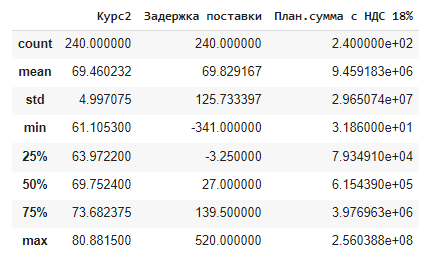 Курс2 Задержка поставки План.сумма с НДС 18%
count 240.000000 240.000000 2.400000e+02
mean 69.460232 69.829167 9.459183e+06
std 4.997075 125.733397 2.965074e+07
min 61.105300 -341.000000 3.186000e+01
25% 63.972200 -3.250000 7.934910e+04
50% 69.752400 27.000000 6.154390e+05
75% 73.682375 139.500000 3.976963e+06
max 80.881500 520.000000 2.560388e+08